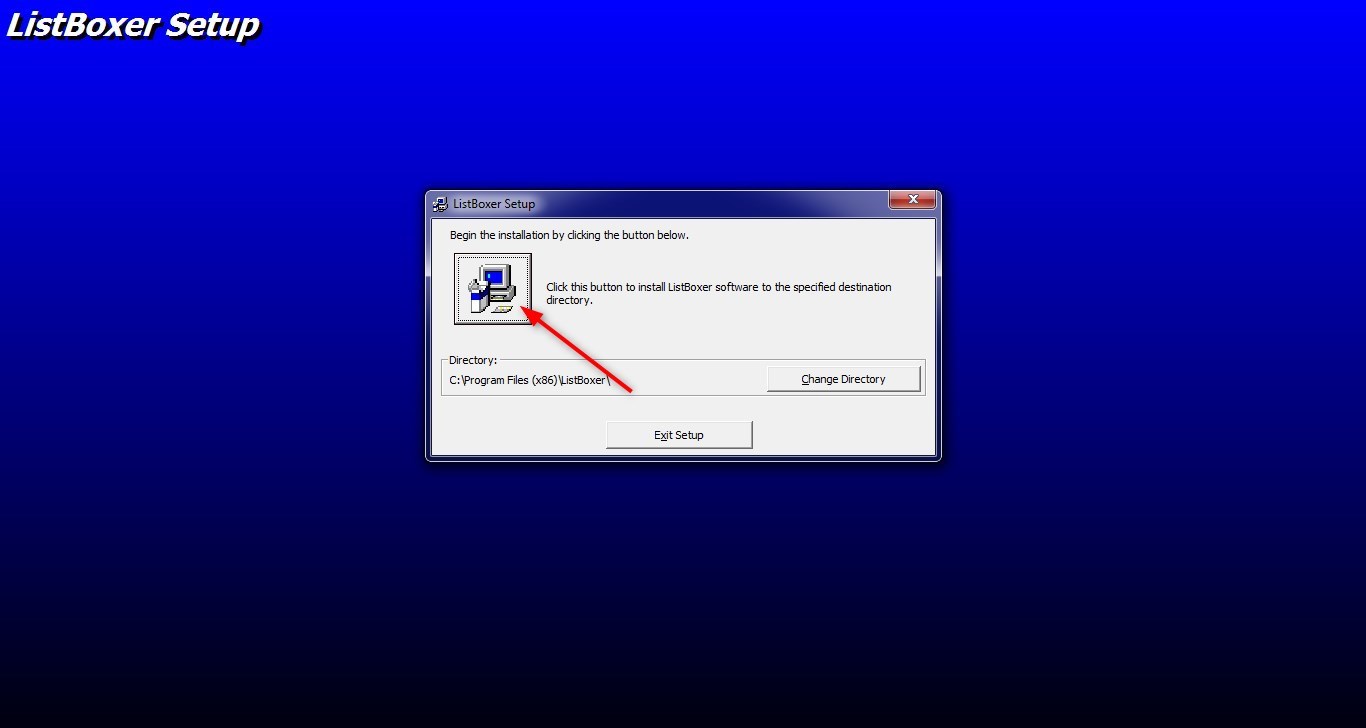 ListBoxer Setup
ListBoxer Setup
Begin the installation by clicking the button below.
Click this button to install ListBoxer software to the specified destination
directory.
Directory:
C:\Program Files (x86)\ListBoxer\
Change Directory
Exit Setup